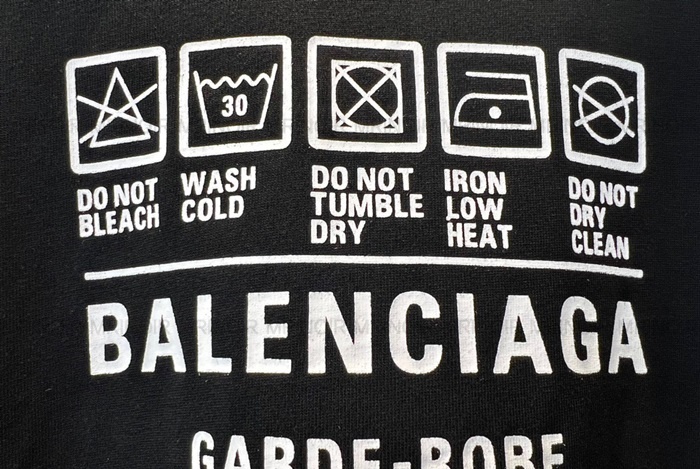 30
DO NOT
BLEACH
WASH
COLD
DO NOT
TUMBLE
DRY
IRON
LOW
HEAT
DO NOT
DRY
CLEAN
BALENCIAGA
GARDE-ROBE